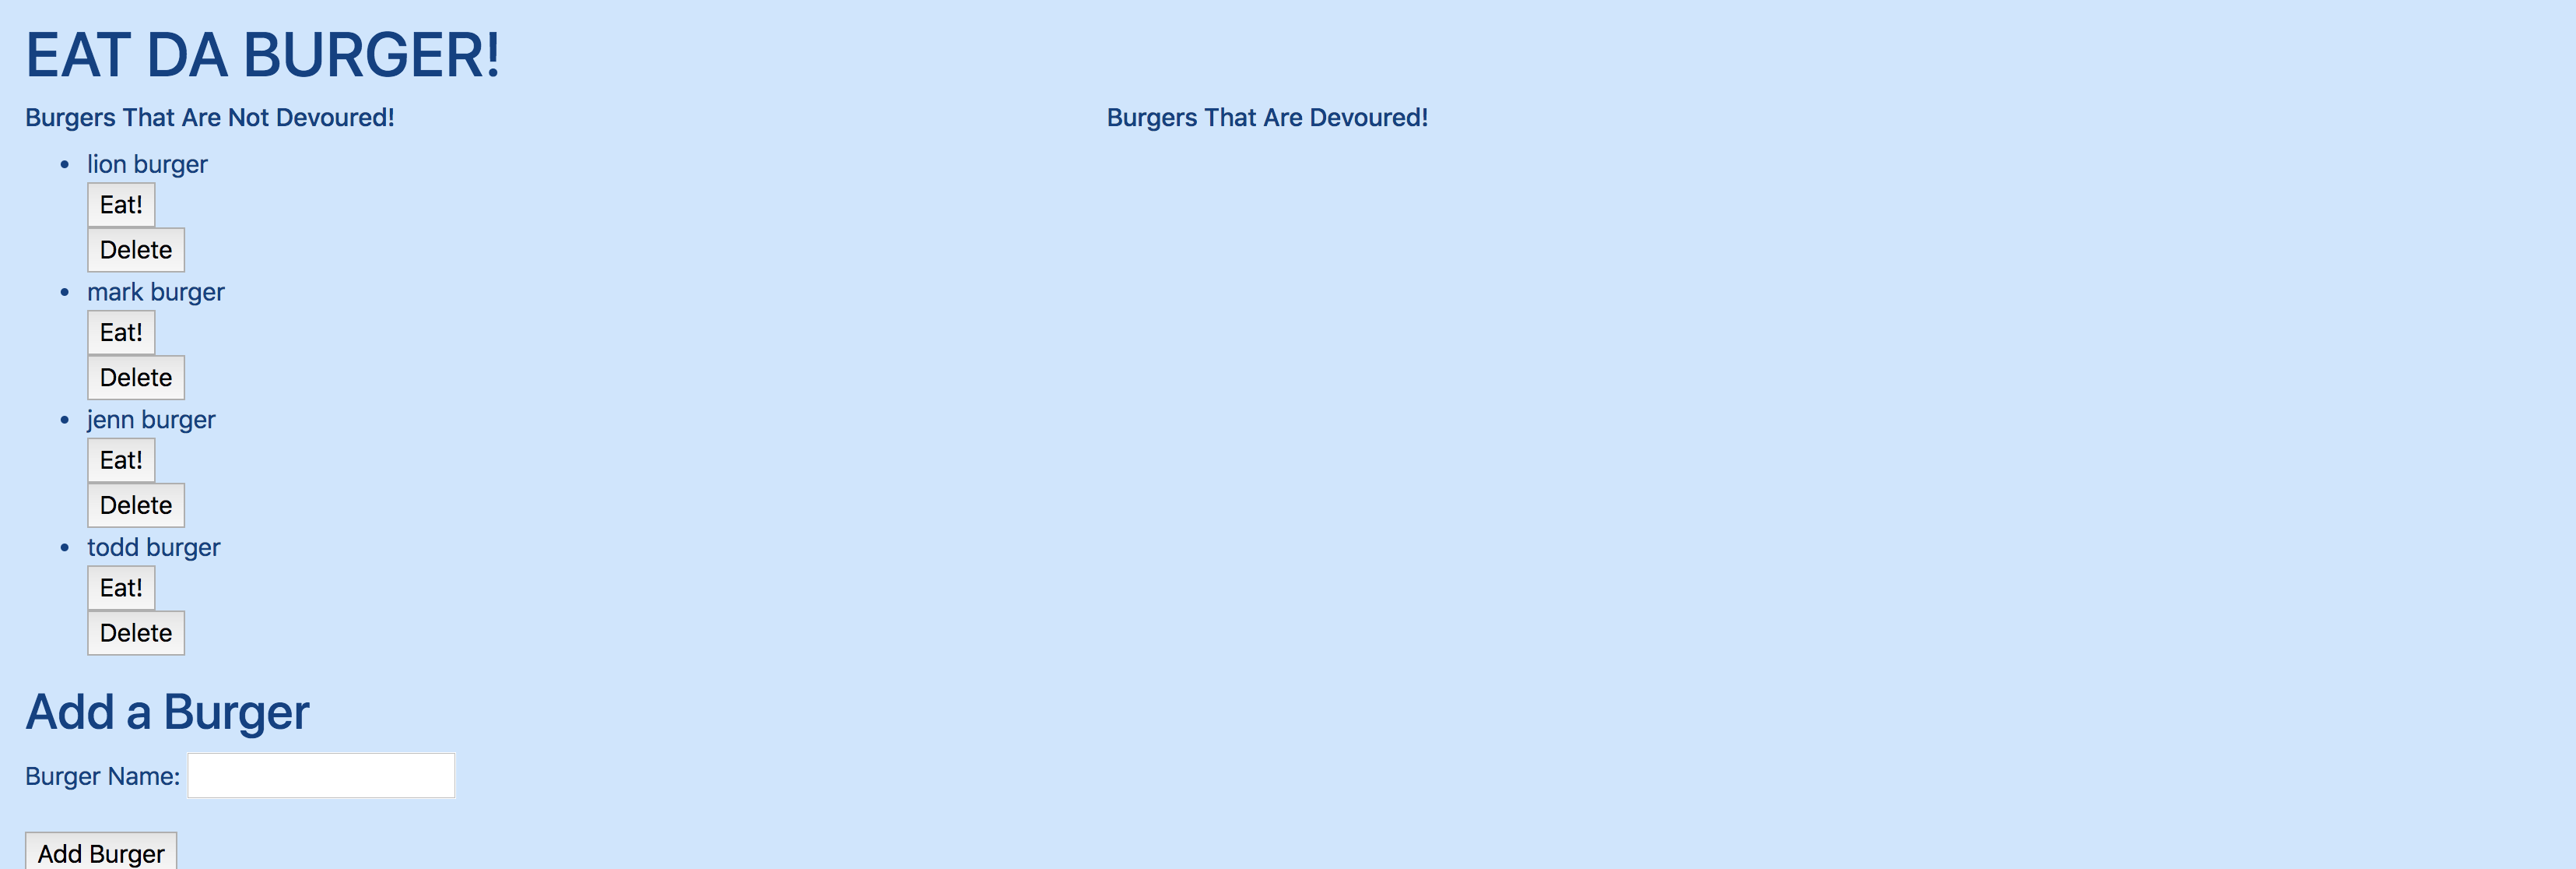 EAT DA BURGER!
Burgers That Are Not Devoured!
Burgers That Are Devoured!
• lion burger
Eat!
Delete
• mark burger
Eat!
Delete
• jenn burger
Eat!
Delete
• todd burger
Eat!
Delete
Add a Burger
Burger Name:
Add Burger